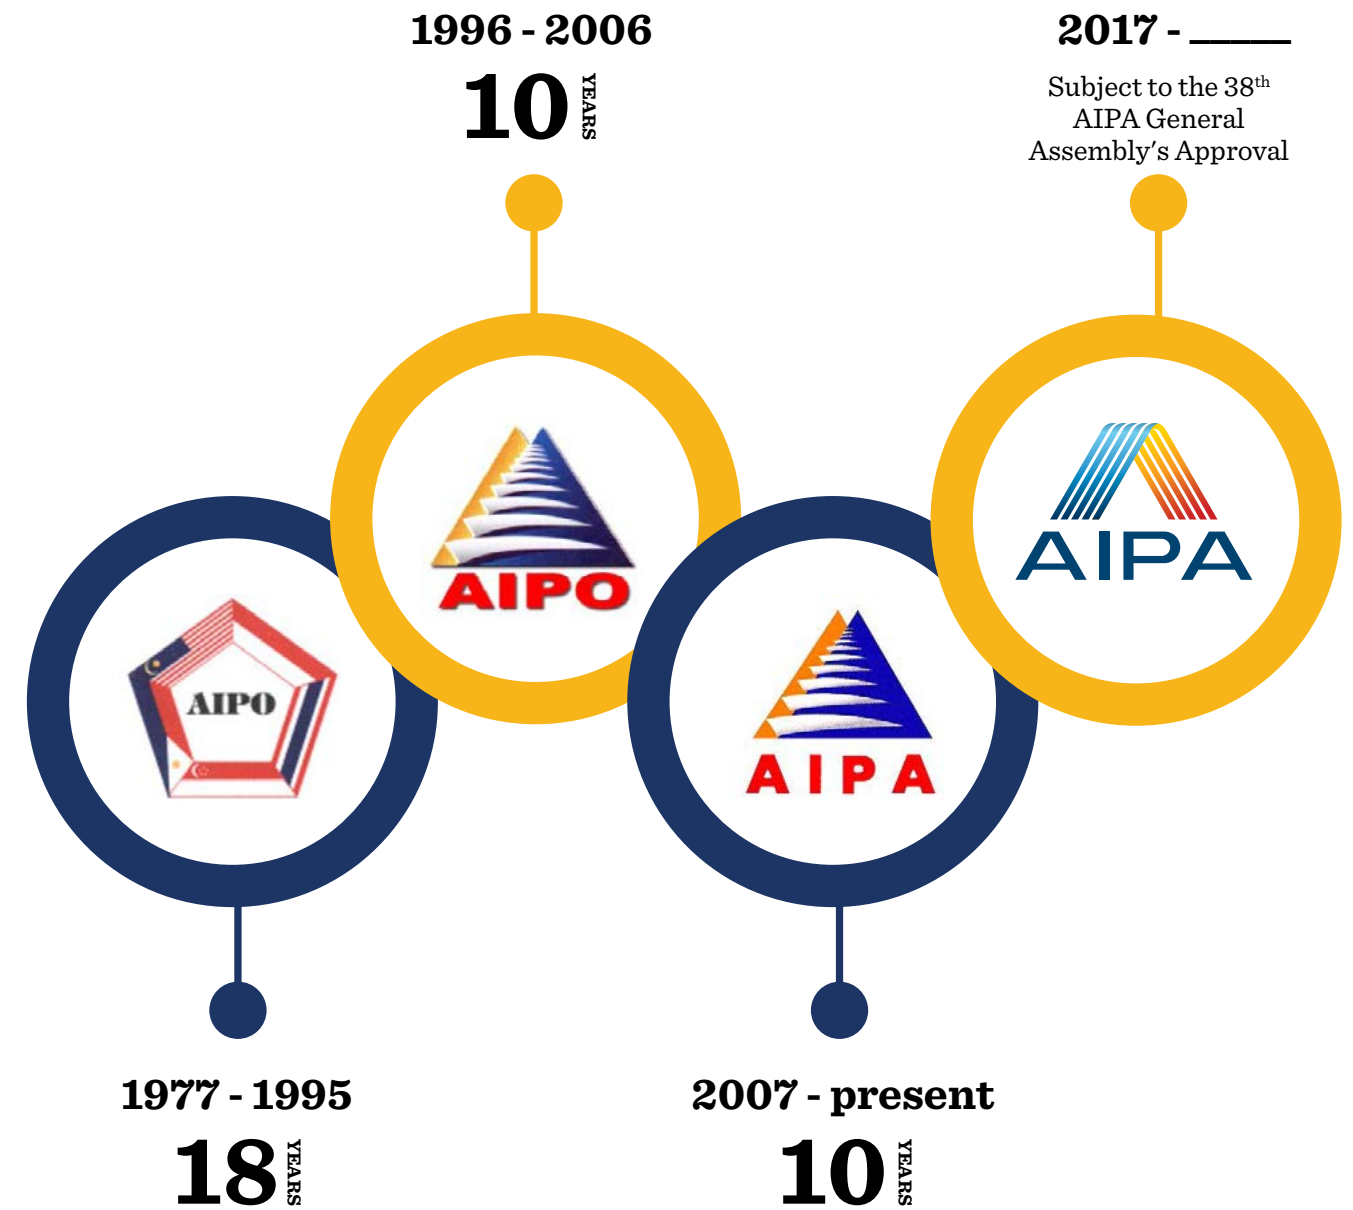 1996 - 2006
10 YEARS
2017 - _____
Subject to the 38th
AIPA General
Assembly's Approval
AIPO
AIPA
AIPO
AIPA
1977 - 1995
18 YEARS
2007 - present
10 YEARS